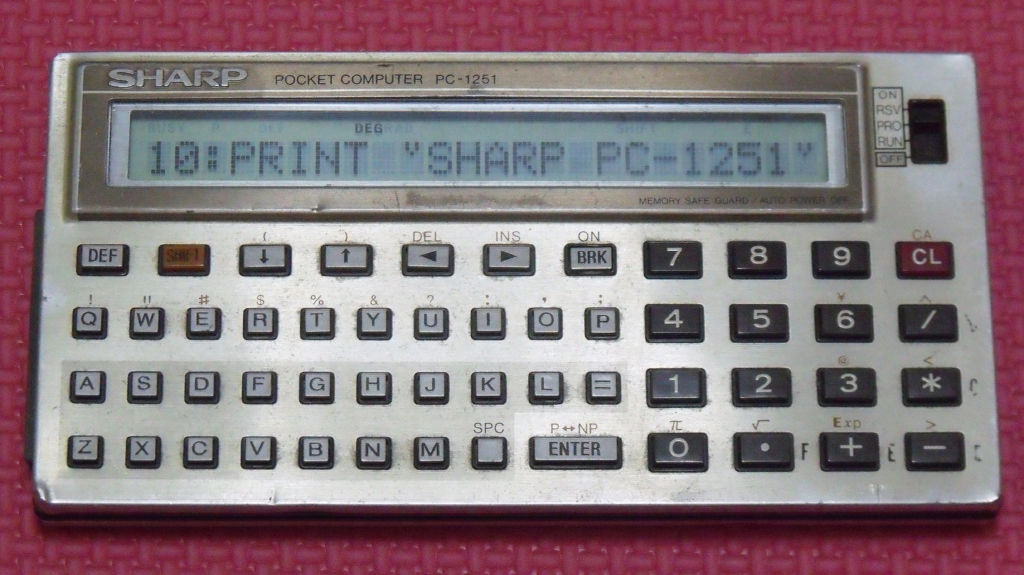 SHARP POCKET COMPUTER PC-1251
DEG
10:PRINT "SHARP PC-1251"
MEMORY SAFE GUARD / AUTO POWER OFF
ON
RSV
PRO
RUN
OFF
( ) DEL INS ON CA
DEF SHIFT ↓ ↑ ◄ ► BRK 7 8 9 CL
! " # $ % & ? : , ; ¥ ^
Q W E R T Y U I O P 4 5 6 /
@ <
A S D F G H J K L = 1 2 3 *
SPC P↔NP π √ Exp >
Z X C V B N M ENTER 0 • F + E −